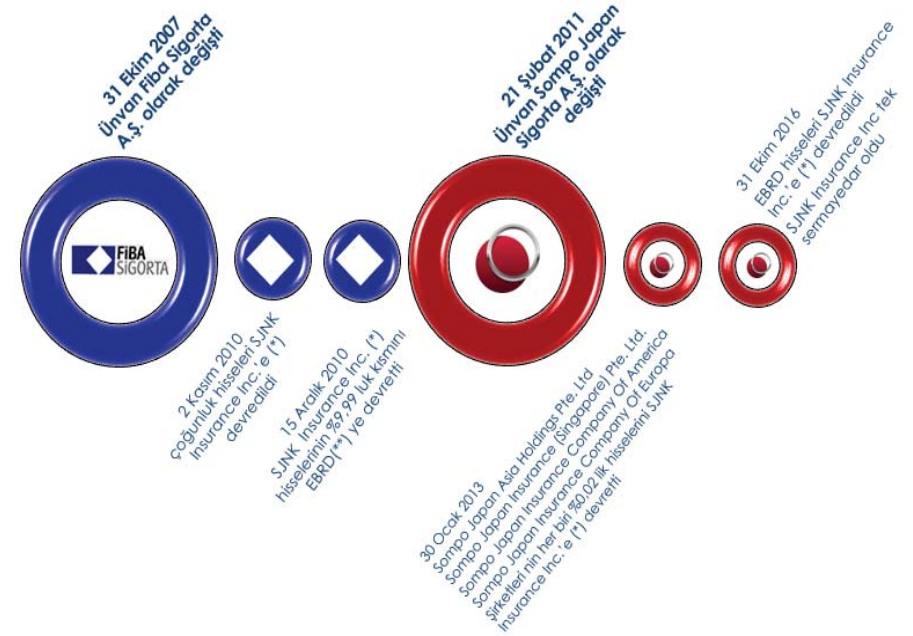 31 Ekim 2007
Ünvan Fiba Sigorta
A.Ş. olarak değişti
FİBA
SİGORTA
2 Kasım 2010
çoğunluk hisseleri SJNK
Insurance Inc.'e (*)
devredildi
15 Aralık 2010
SJNK Insurance Inc. (*)
hisselerinin %9,99 luk kısmını
EBRD(**) ye devretti
21 Şubat 2011
Ünvan Sompo Japan
Sigorta A.Ş. olarak
değişti
30 Ocak 2013
Sompo Japan Asia Holdings Pte. Ltd
Sompo Japan Insurance (Singapore) Pte. Ltd.
Sompo Japan Insurance Company Of America
Sompo Japan Insurance Company Of Europa
Şirketleri nin her biri %0,02 lik hisselerini SJNK
Insurance Inc.'e (*) devretti
31 Ekim 2016
EBRD hisseleri SJNK Insurance
Inc.'e (*) devredildi
SJNK Insurance Inc tek
sermayedar oldu